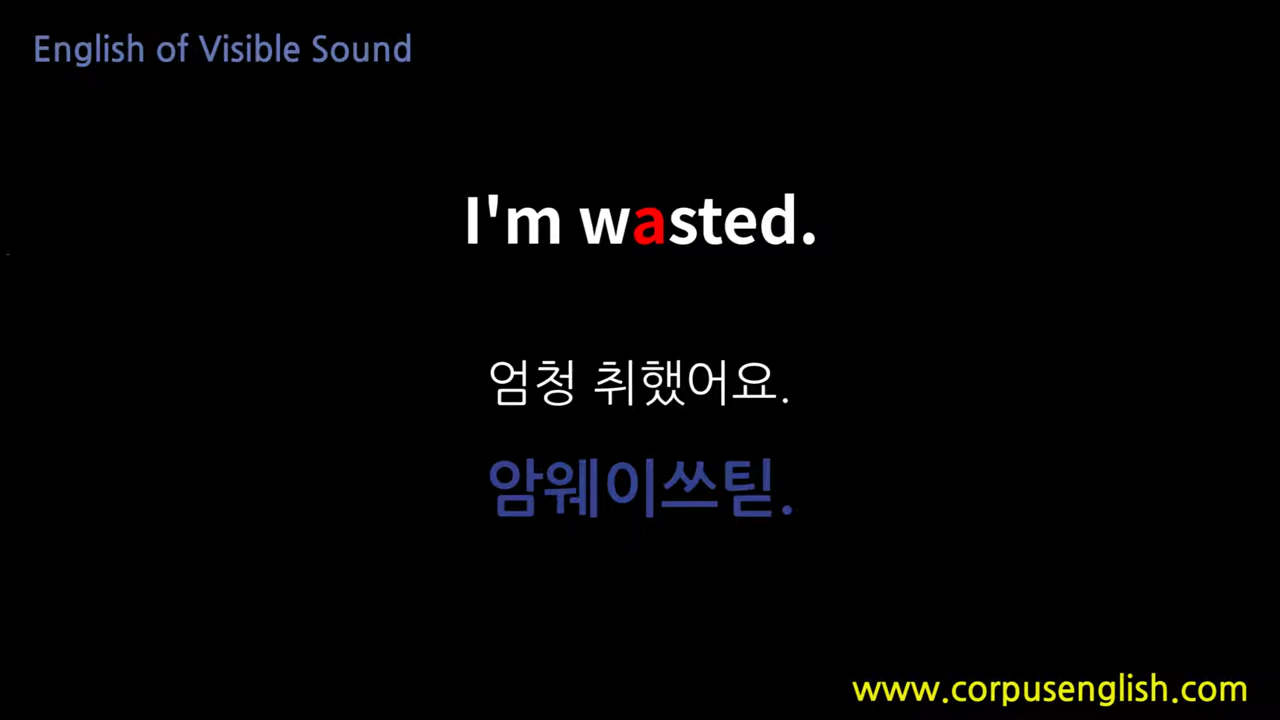 English of Visible Sound
I'm wasted.
엄청 취했어요.
암웨이쓰틷.
www.corpusenglish.com